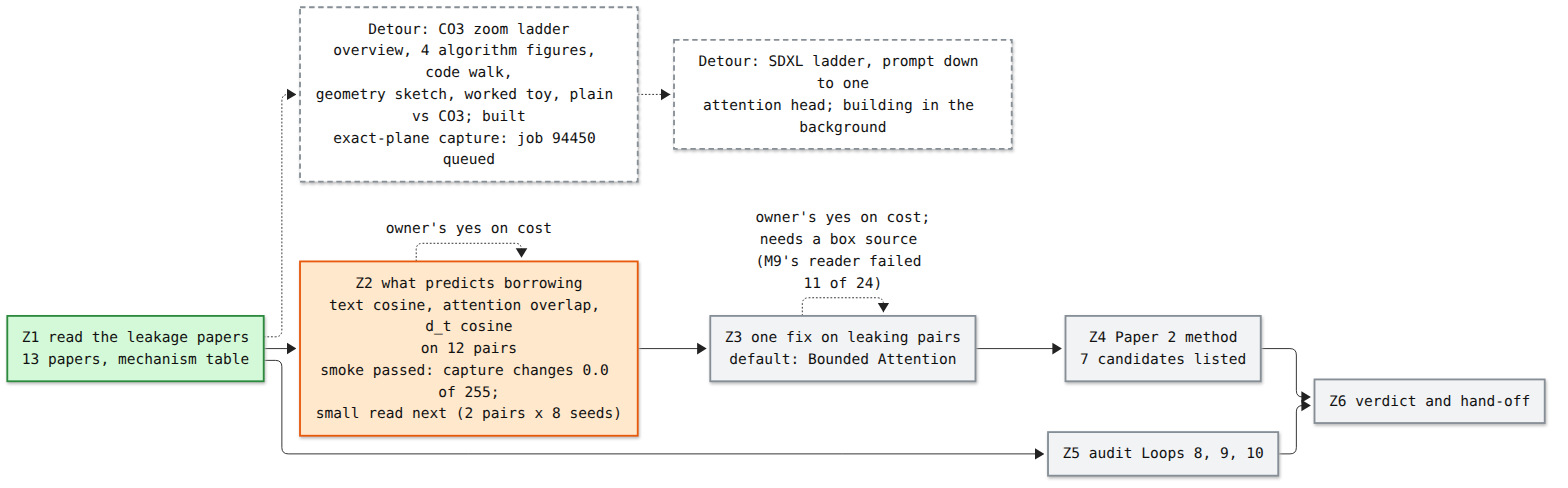 Detour: CO3 zoom ladder
overview, 4 algorithm figures,
code walk,
geometry sketch, worked toy, plain
vs CO3; built
exact-plane capture: job 94450
queued
Detour: SDXL ladder, prompt down
to one
attention head; building in the
background
owner's yes on cost
owner's yes on cost;
needs a box source
(M9's reader failed
11 of 24)
Z1 read the leakage papers
13 papers, mechanism table
Z2 what predicts borrowing
text cosine, attention overlap,
d_t cosine
on 12 pairs
smoke passed: capture changes 0.0
of 255;
small read next (2 pairs x 8 seeds)
Z3 one fix on leaking pairs
default: Bounded Attention
Z4 Paper 2 method
7 candidates listed
Z5 audit Loops 8, 9, 10
Z6 verdict and hand-off